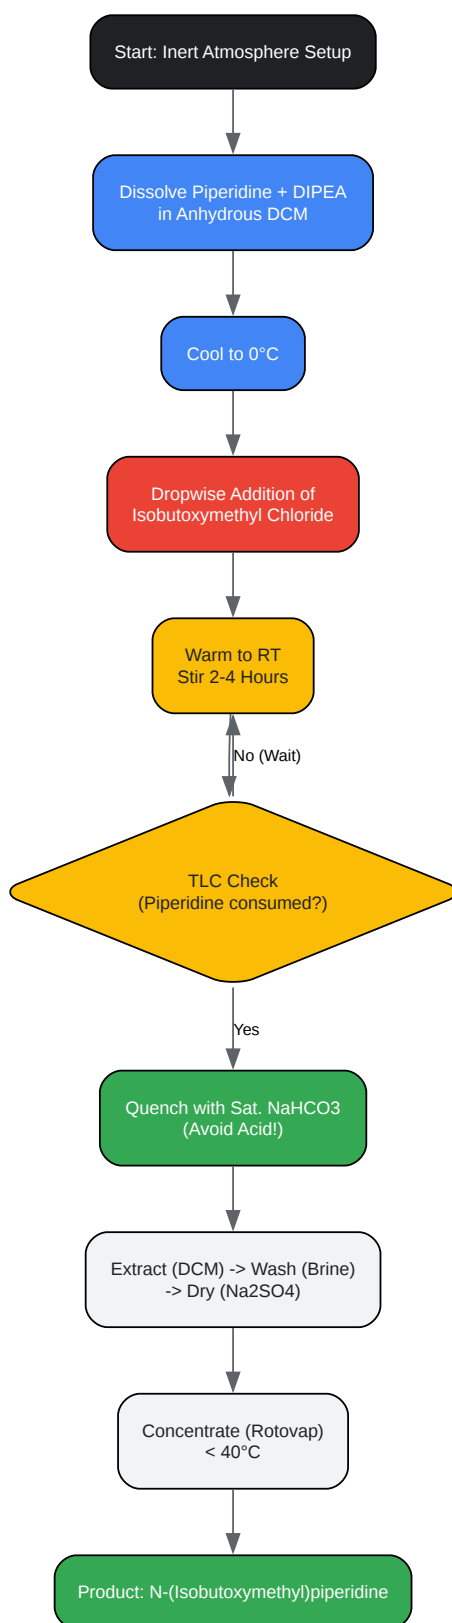 Start: Inert Atmosphere Setup
Dissolve Piperidine + DIPEA
in Anhydrous DCM
Cool to 0°C
Dropwise Addition of
Isobutoxymethyl Chloride
Warm to RT
Stir 2-4 Hours
No (Wait)
TLC Check
(Piperidine consumed?)
Yes
Quench with Sat. NaHCO3
(Avoid Acid!)
Extract (DCM) -> Wash (Brine)
-> Dry (Na2SO4)
Concentrate (Rotovap)
< 40°C
Product: N-(Isobutoxymethyl)piperidine